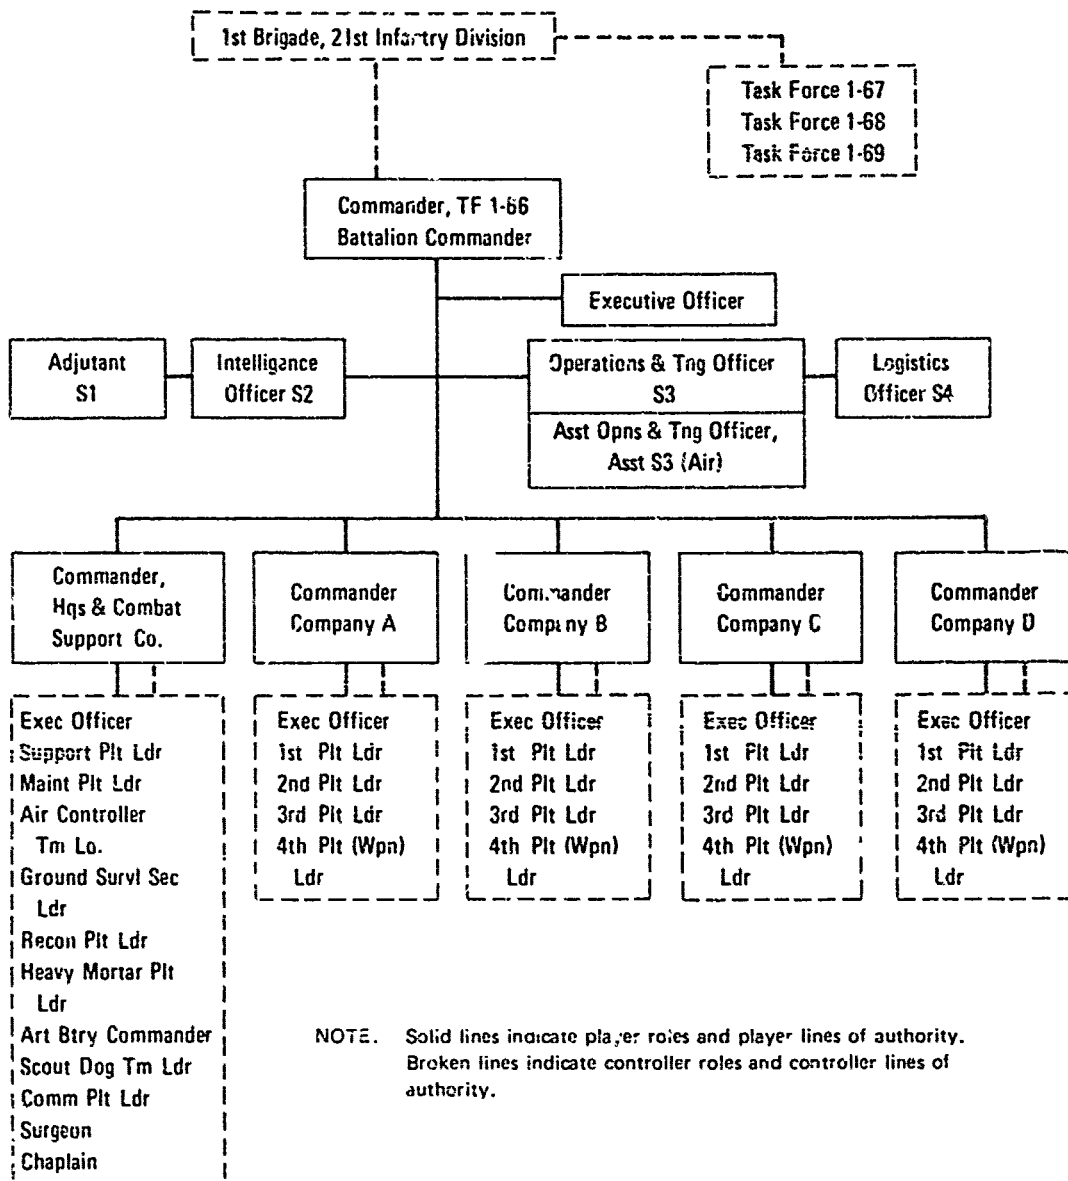 1st Brigade, 21st Infantry Division
Task Force 1-67
Task Force 1-68
Task Force 1-69
Commander, TF 1-66
Battalion Commander
Executive Officer
Adjutant
S1
Intelligance
Officer S2
Operations & Tng Officer
S3
Logistics
Officer S4
Asst Opns & Tng Officer,
Asst S3 (Air)
Commander,
Hqs & Combat
Support Co.
Commander
Company A
Commander
Company B
Commander
Company C
Commander
Company D
Exec Officer
Support Plt Ldr
Maint Plt Ldr
Air Controller
Tm Lo.
Ground Survl Sec
Ldr
Recon Plt Ldr
Heavy Mortar Plt
Ldr
Art Btry Commander
Scout Dog Tm Ldr
Comm Plt Ldr
Surgeon
Chaplain
Exec Officer
1st Plt Ldr
2nd Plt Ldr
3rd Plt Ldr
4th Plt (Wpn)
Ldr
Exec Officer
1st Plt Ldr
2nd Plt Ldr
3rd Plt Ldr
4th Plt (Wpn)
Ldr
Exec Officer
1st Plt Ldr
2nd Plt Ldr
3rd Plt Ldr
4th Plt (Wpn)
Ldr
Exec Officer
1st Plt Ldr
2nd Plt Ldr
3rd Plt Ldr
4th Plt (Wpn)
Ldr
NOTE. Solid lines indicate player roles and player lines of authority.
Broken lines indicate controller roles and controller lines of
authority.